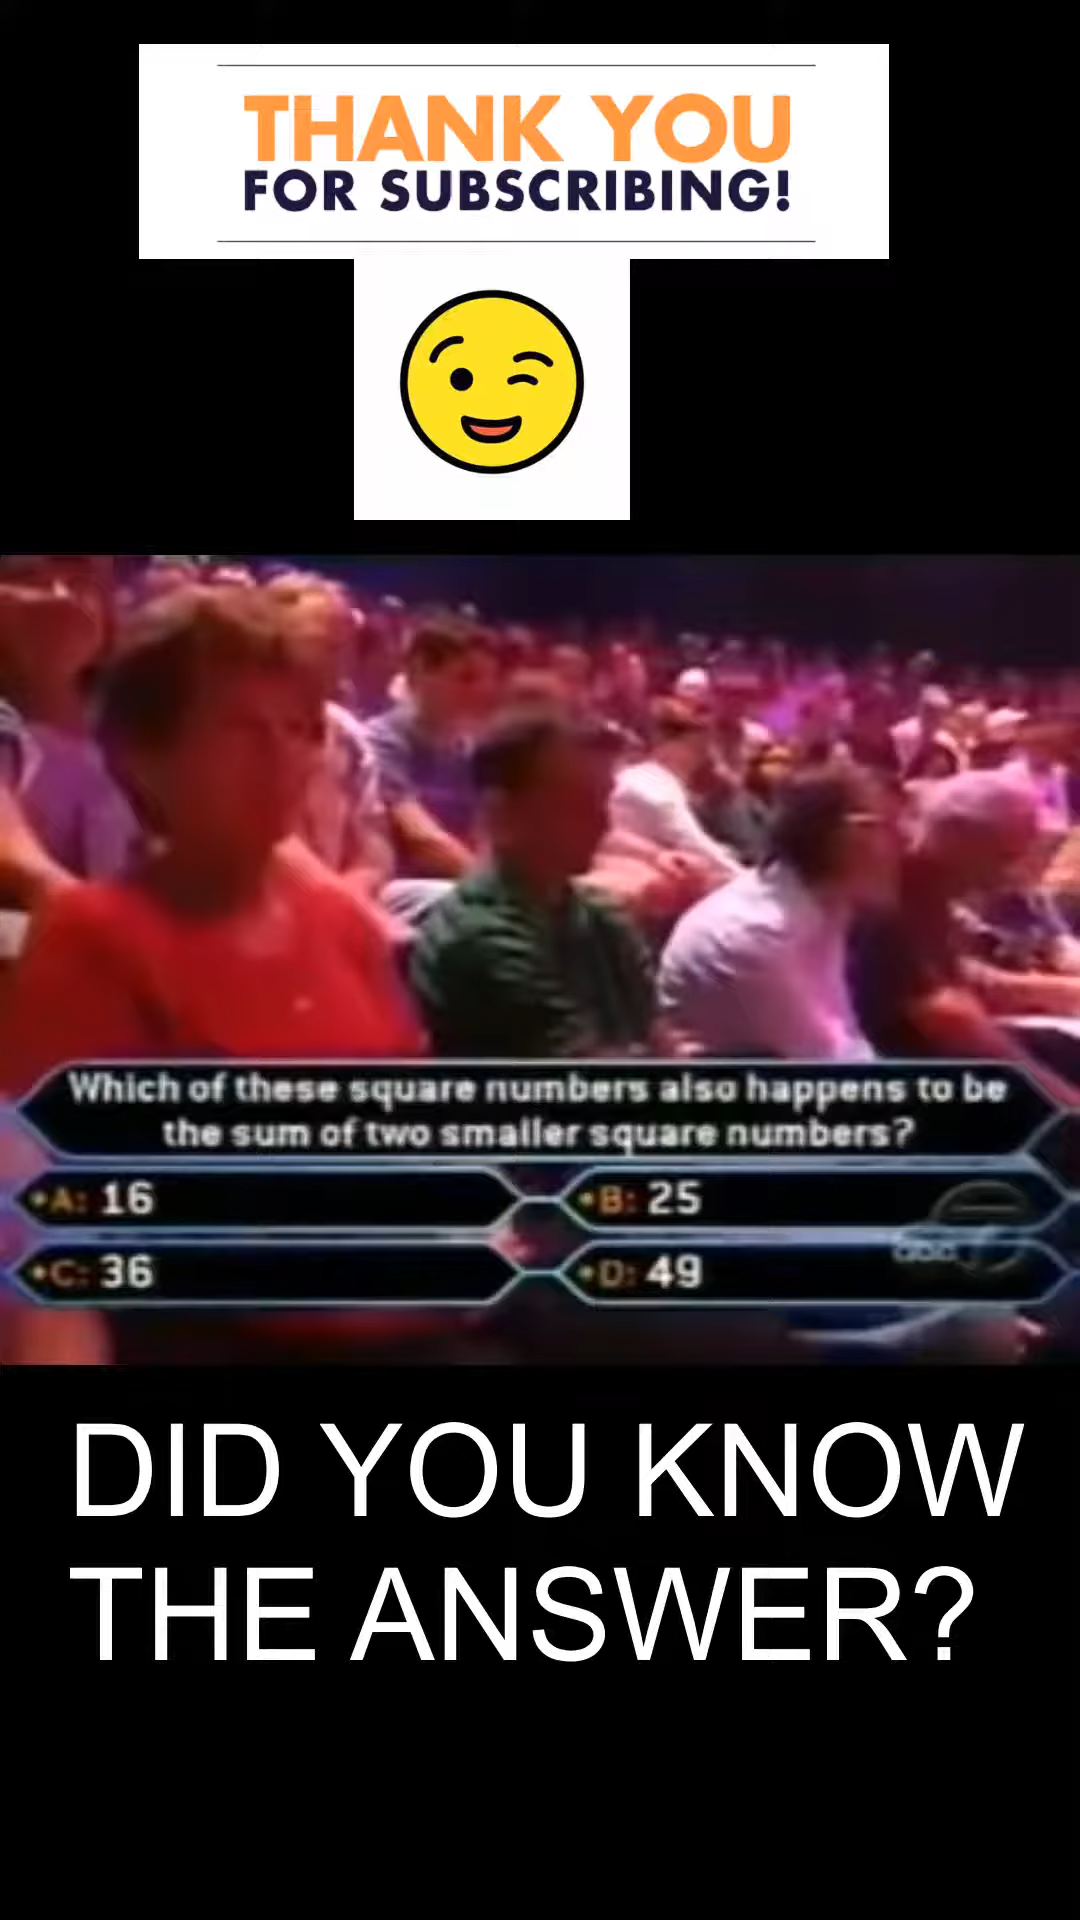 THANK YOU
FOR SUBSCRIBING!
Which of these square numbers also happens to be
the sum of two smaller square numbers?
A: 16
B: 25
C: 36
D: 49
abc
DID YOU KNOW
THE ANSWER?